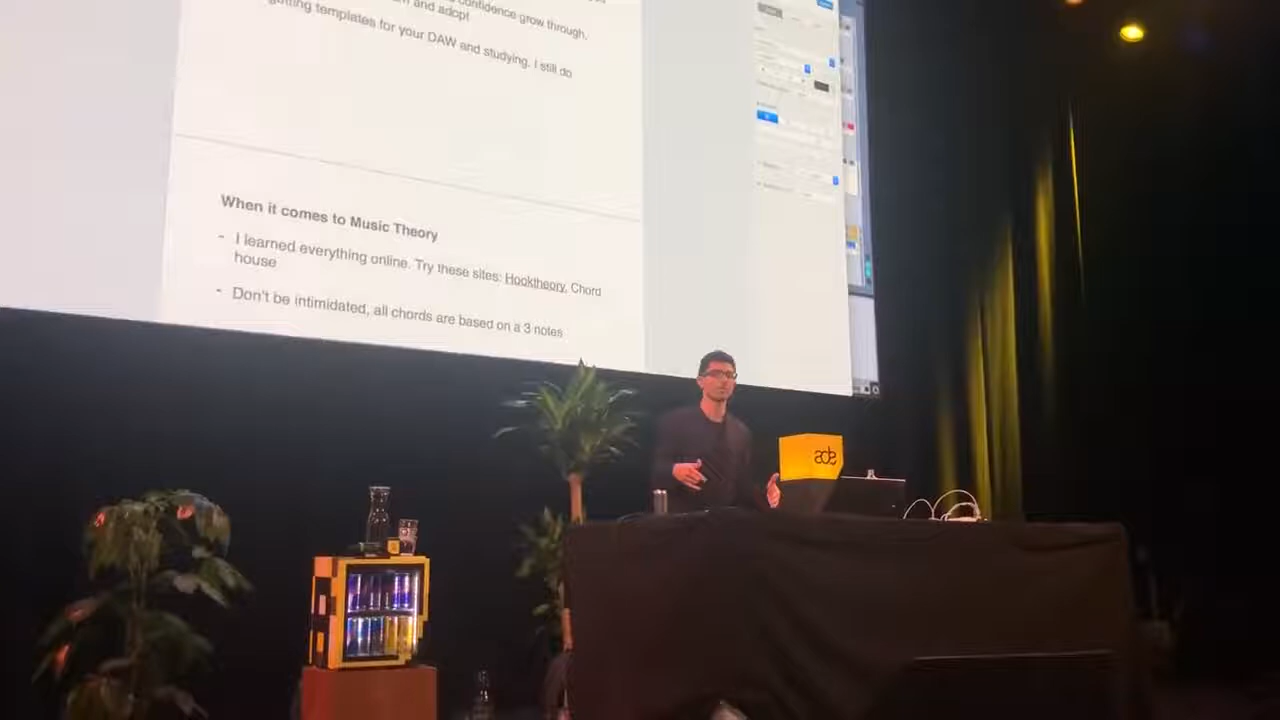 confidence grow through.
and adopt
getting templates for your DAW and studying. I still do
When it comes to Music Theory
- I learned everything online. Try these sites: Hooktheory, Chord
house
- Don't be intimidated, all chords are based on a 3 notes
ade